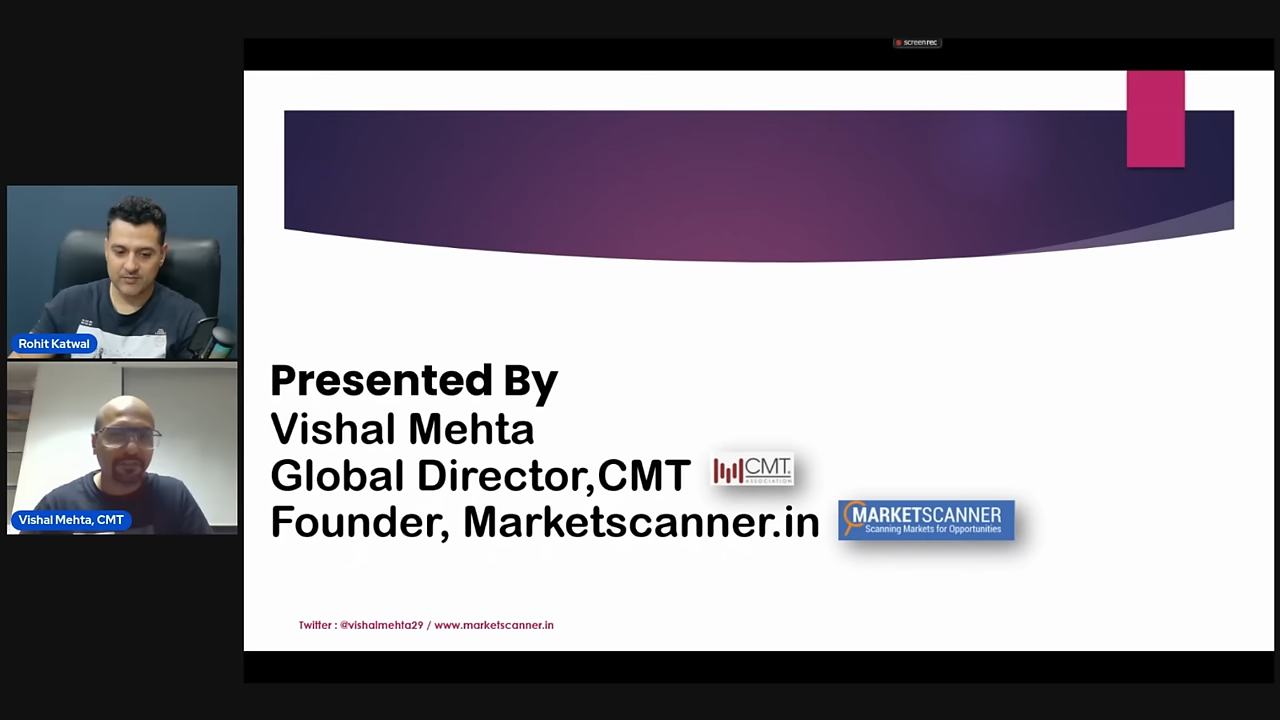 screenrec
Rohit Katwal
Vishal Mehta, CMT
Presented By
Vishal Mehta
Global Director,CMT
CMT.
ASSOCIATION
Founder, Marketscanner.in
MARKETSCANNER
Scanning Markets for Opportunities
Twitter : @vishalmehta29 / www.marketscanner.in